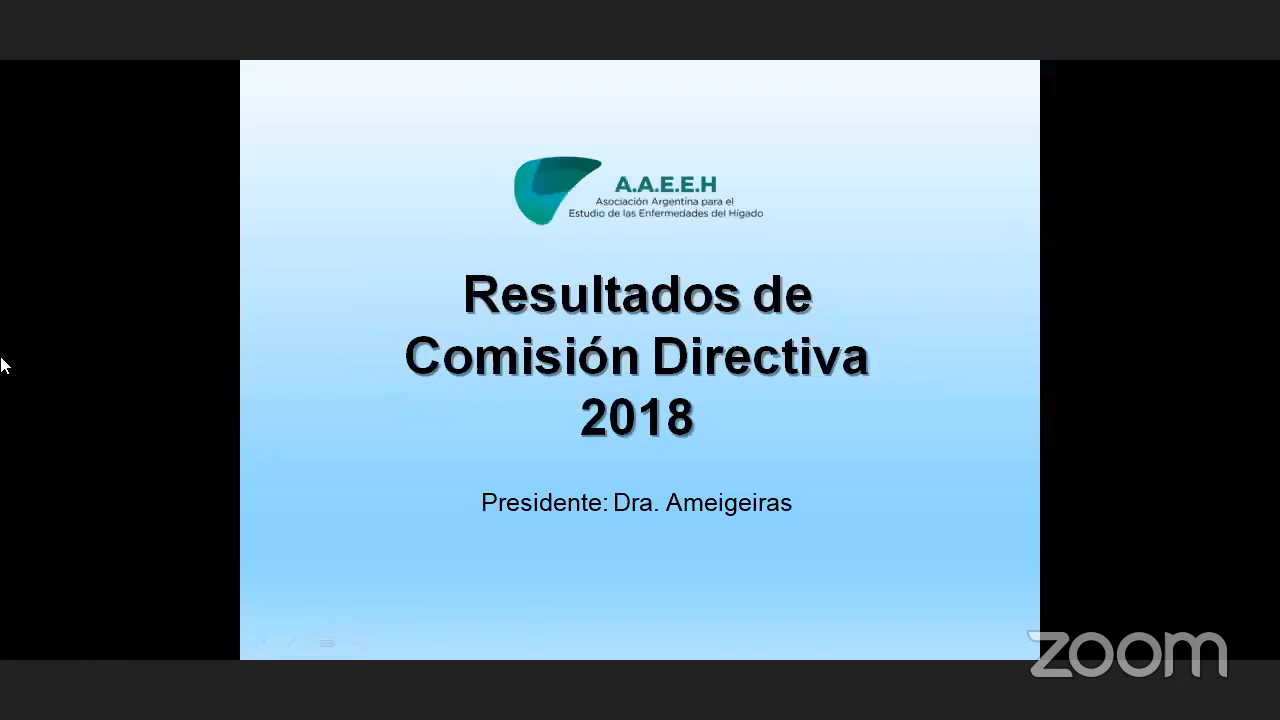 A.A.E.E.H
Asociación Argentina para el
Estudio de las Enfermedades del Hígado
Resultados de
Comisión Directiva
2018
Presidente: Dra. Ameigeiras
zoom